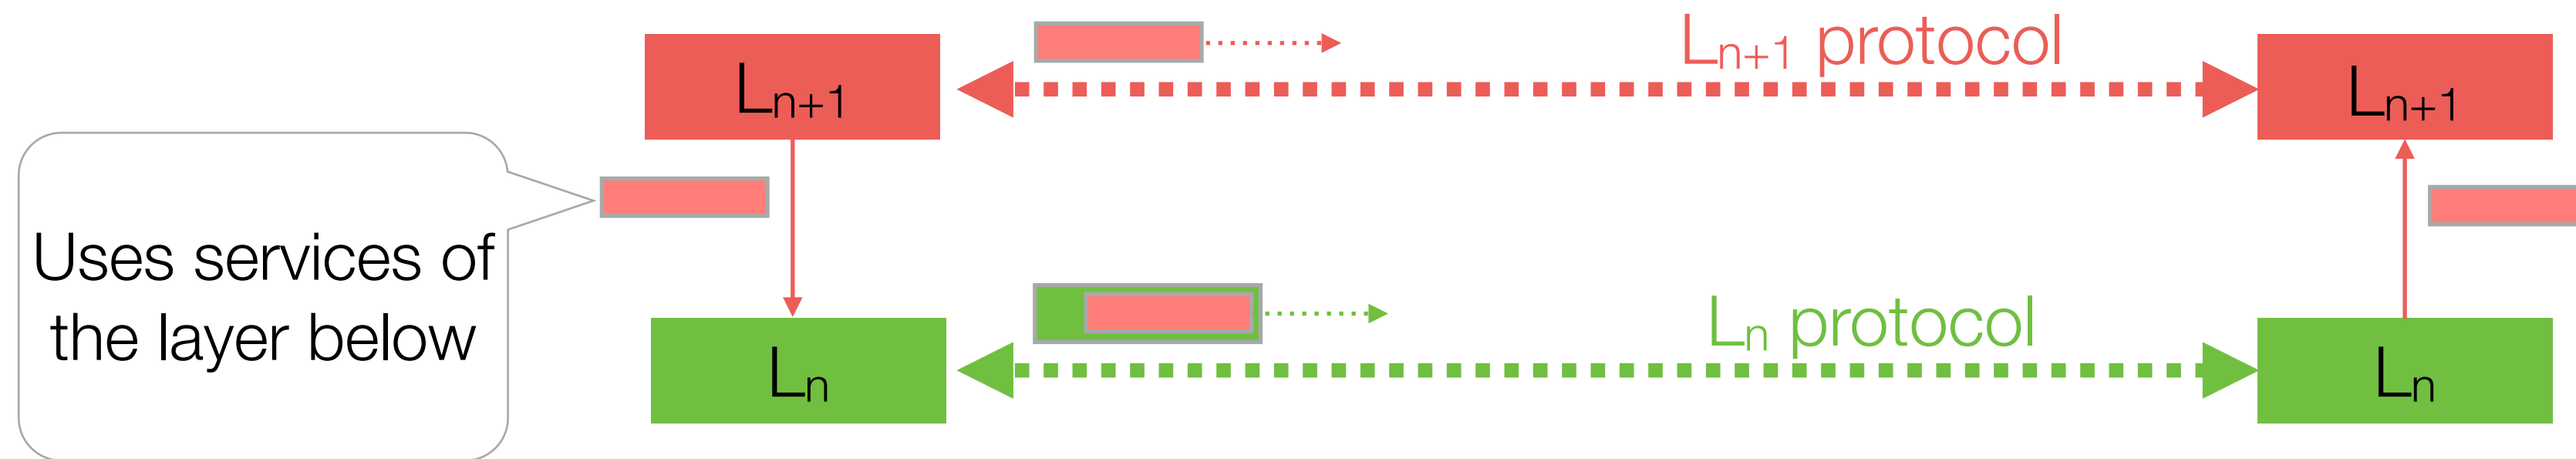 Lₙ₊₁ protocol
Lₙ₊₁
Lₙ₊₁
Uses services of
the layer below
Lₙ protocol
Lₙ
Lₙ